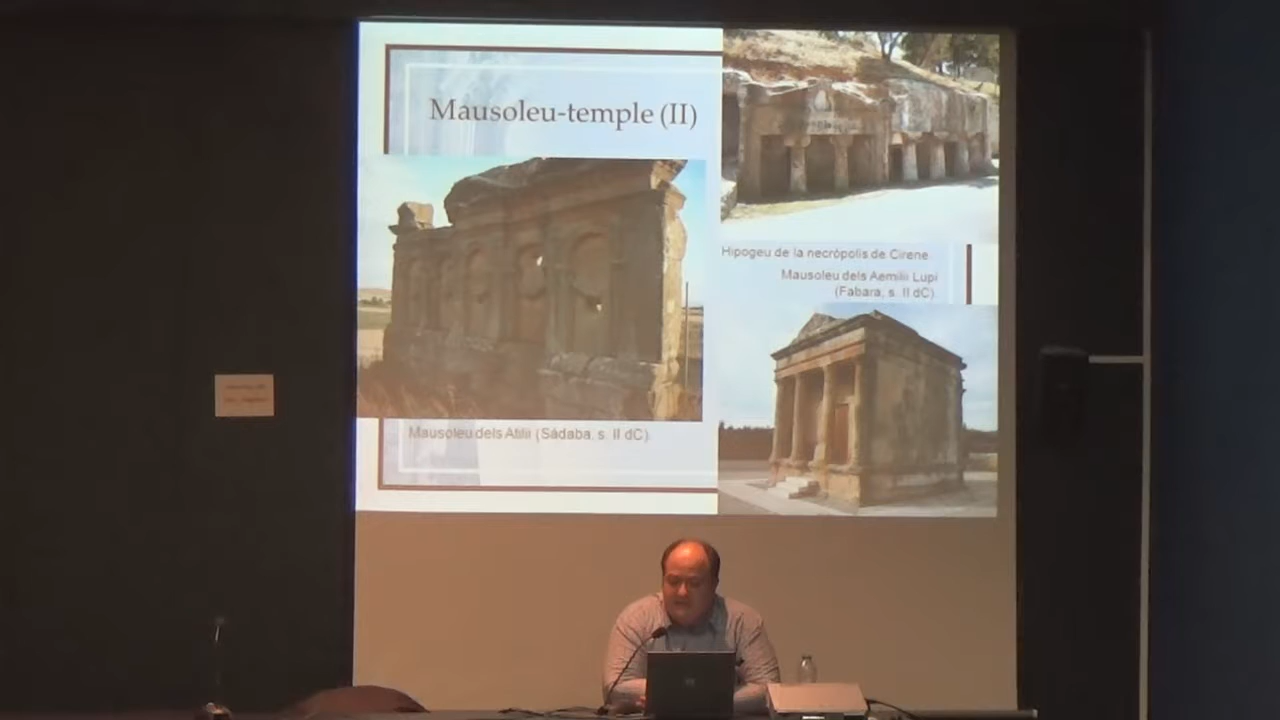 Mausoleu-temple (II)
Hipogeu de la necròpolis de Cirene
Mausoleu dels Aemilii Lupi
(Fabara, s. II dC)
Mausoleu dels Atilii (Sádaba, s. II dC)